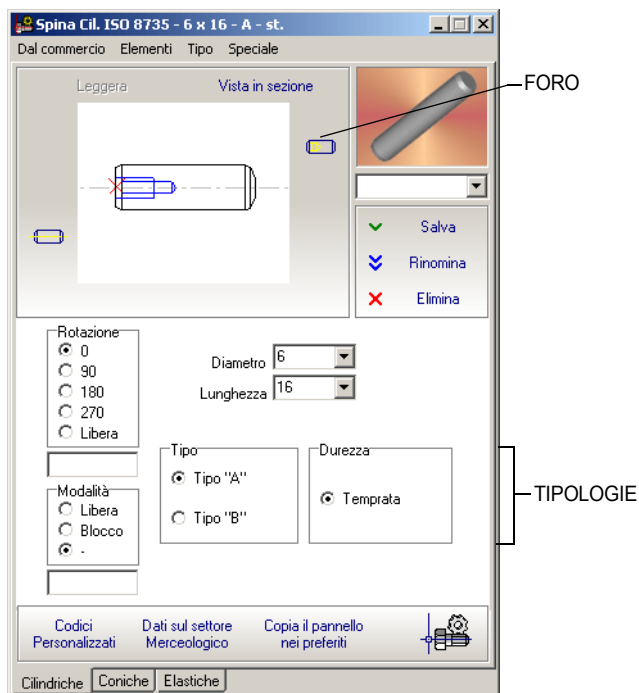 Spina Cil. ISO 8735 - 6 x 16 - A - st.
Dal commercio Elementi Tipo Speciale
Leggera Vista in sezione
FORO
Salva
Rinomina
Elimina
Rotazione
0
90
180
270
Libera
Diametro 6
Lunghezza 16
Modalità
Libera
Blocco
-
Tipo
Tipo "A"
Tipo "B"
Durezza
Temprata
TIPOLOGIE
Codici Personalizzati
Dati sul settore Merceologico
Copia il pannello nei preferiti
Cilindriche Coniche Elastiche